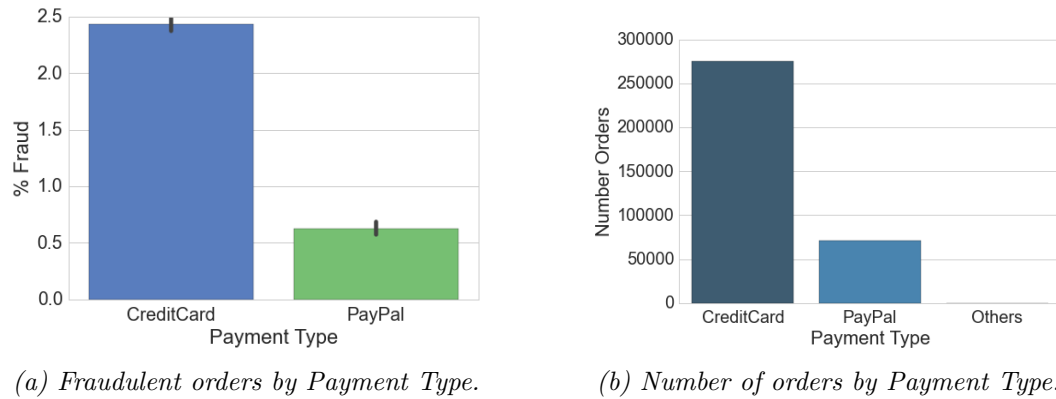 2.5
2.0
1.5
1.0
0.5
0.0
% Fraud
CreditCard PayPal
Payment Type
(a) Fraudulent orders by Payment Type.
300000
250000
200000
150000
100000
50000
0
Number Orders
CreditCard PayPal Others
Payment Type
(b) Number of orders by Payment Type.